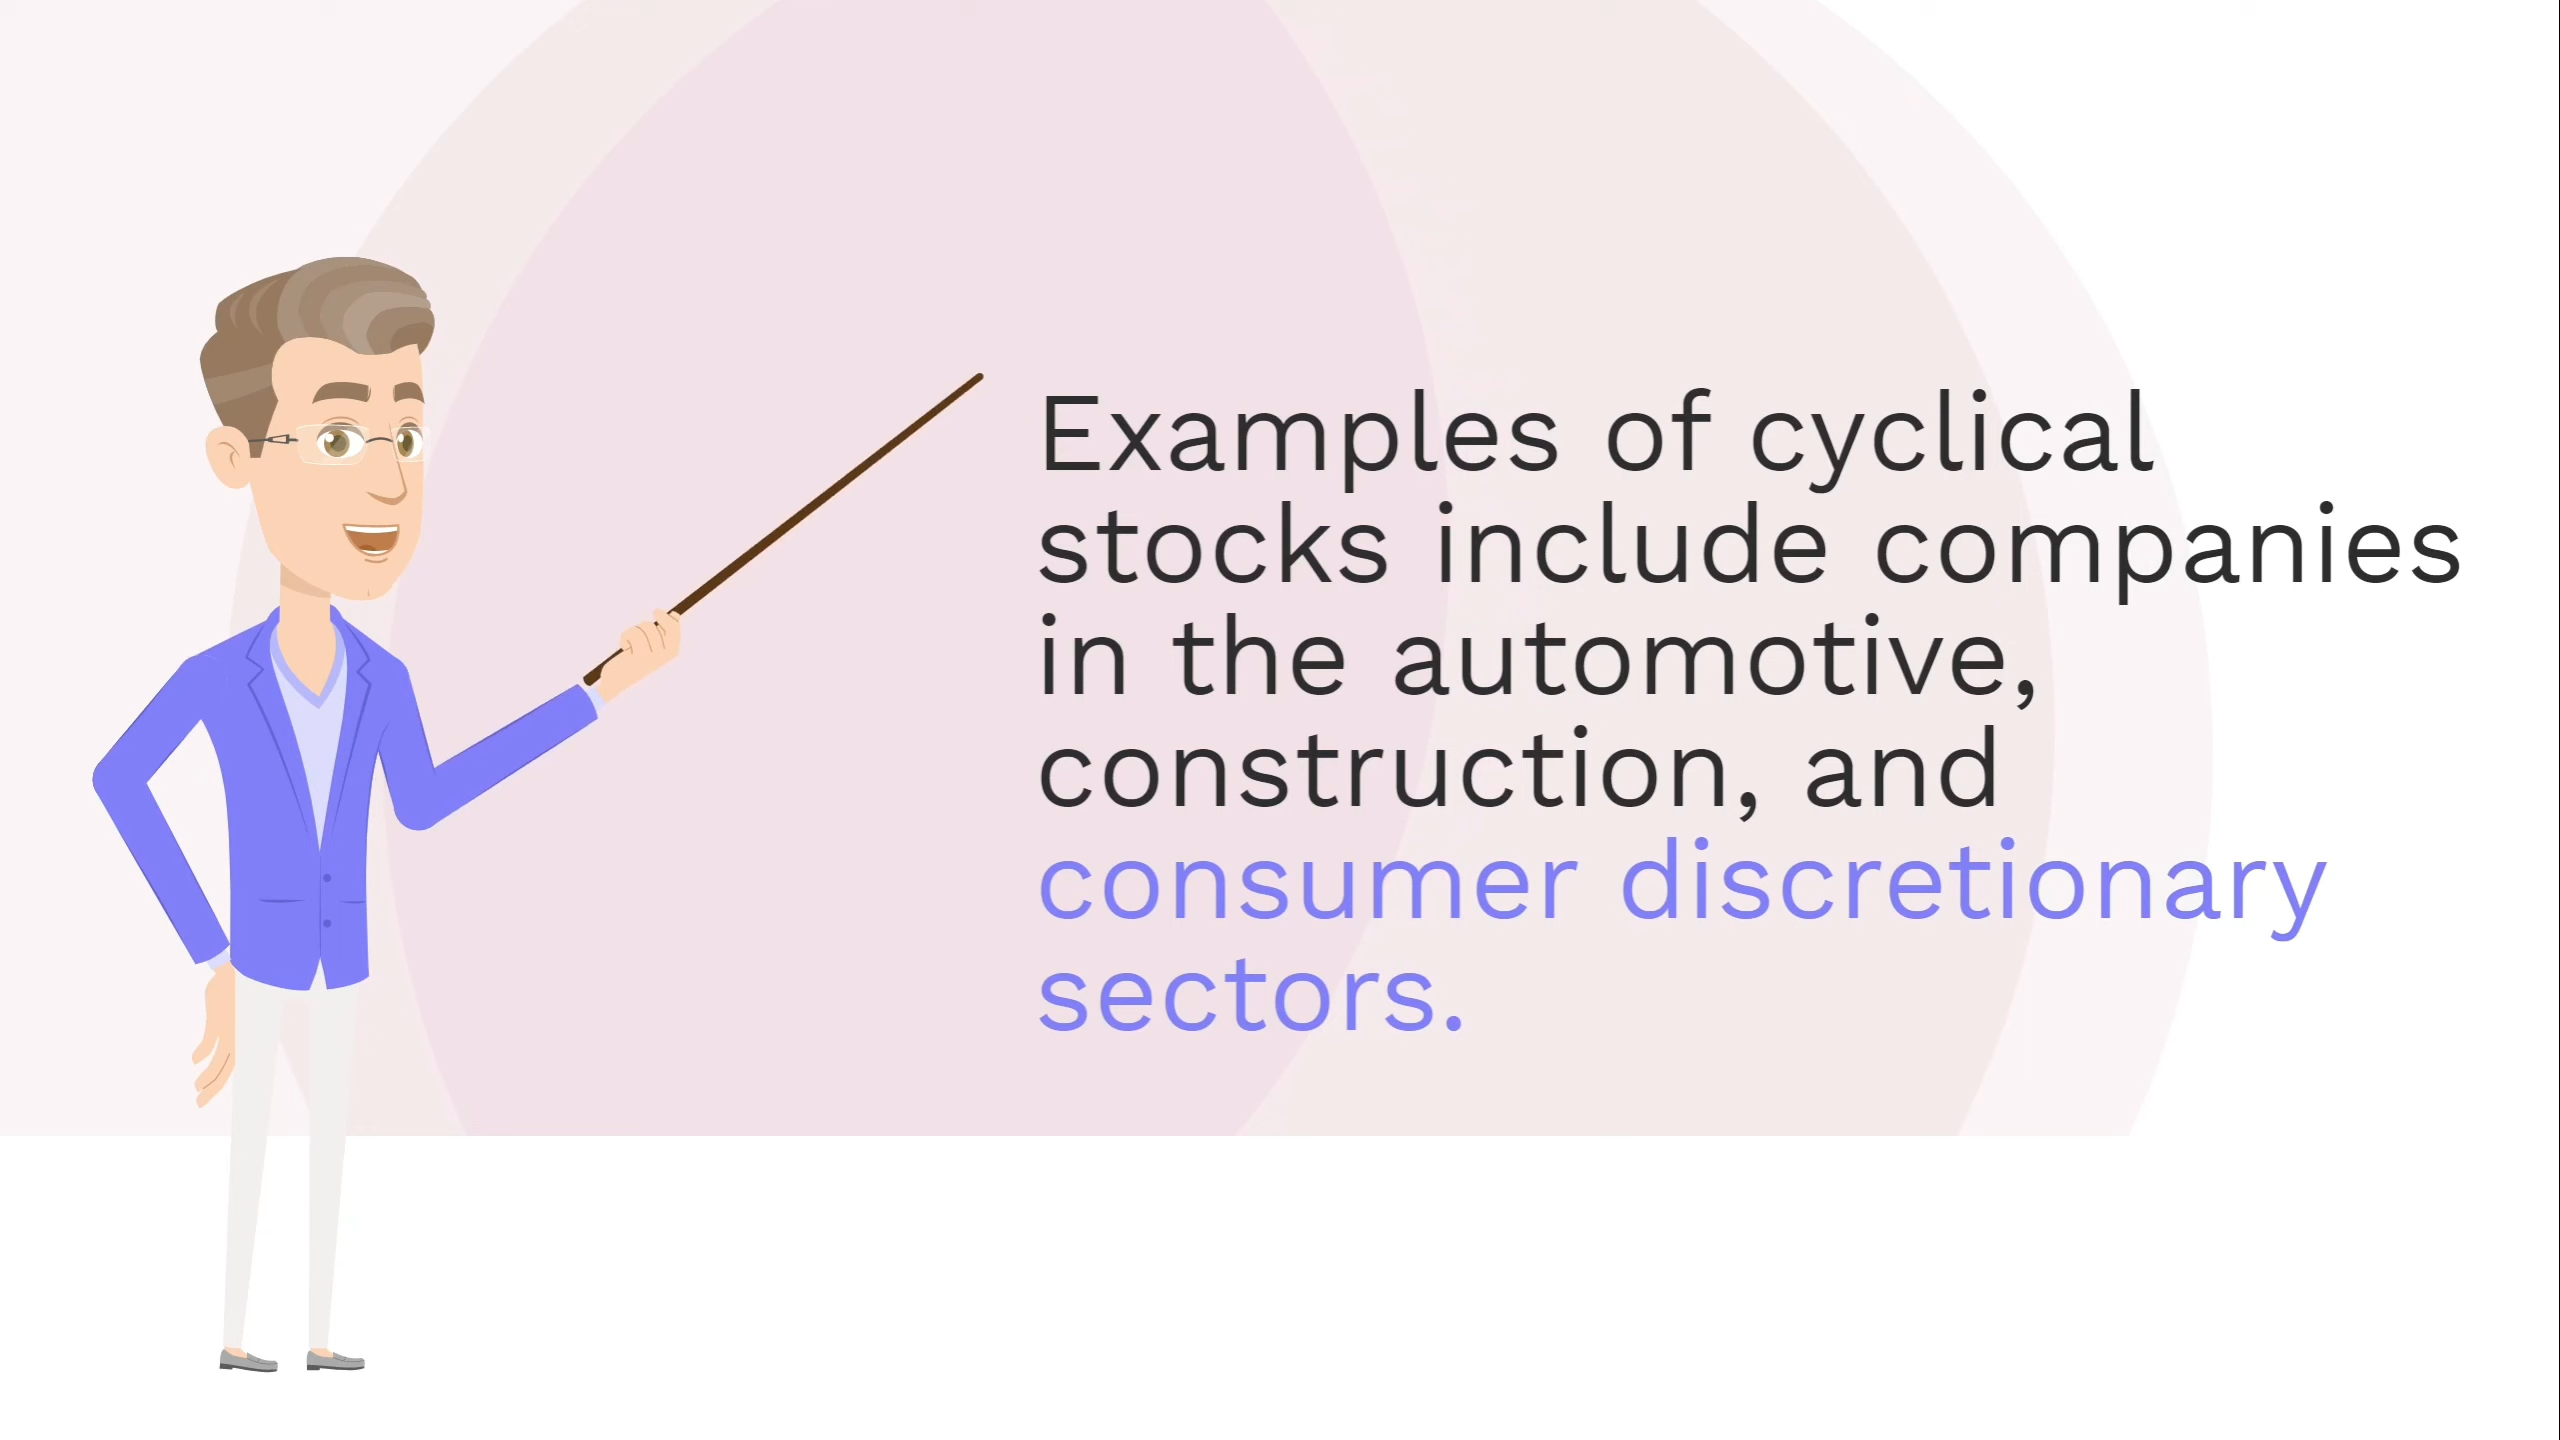 Examples of cyclical
stocks include companies
in the automotive,
construction, and
consumer discretionary
sectors.